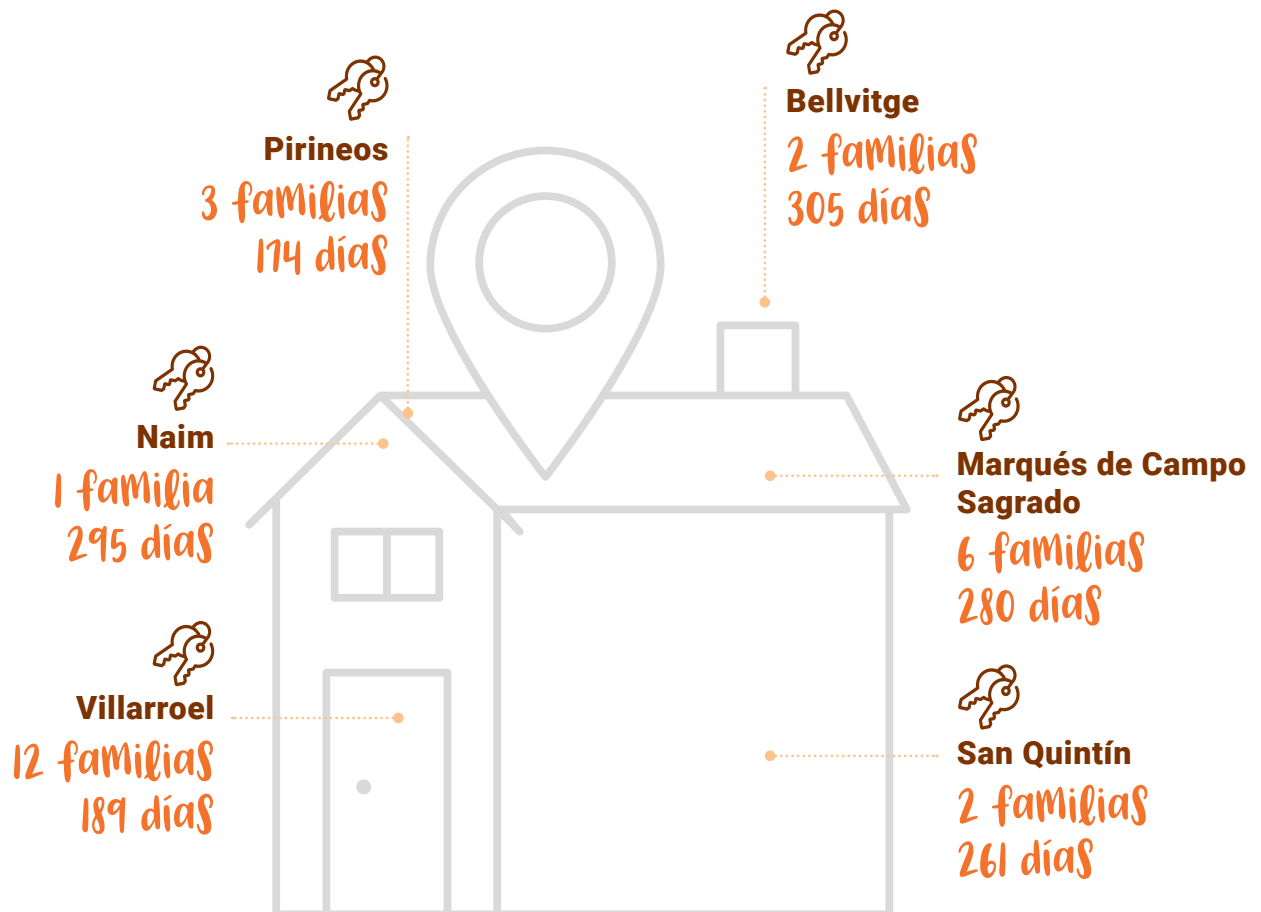 Pirineos
3 familias
174 días
Bellvitge
2 familias
305 días
Naim
1 familia
295 días
Marqués de Campo
Sagrado
6 familias
280 días
Villarroel
12 familias
189 días
San Quintín
2 familias
261 días